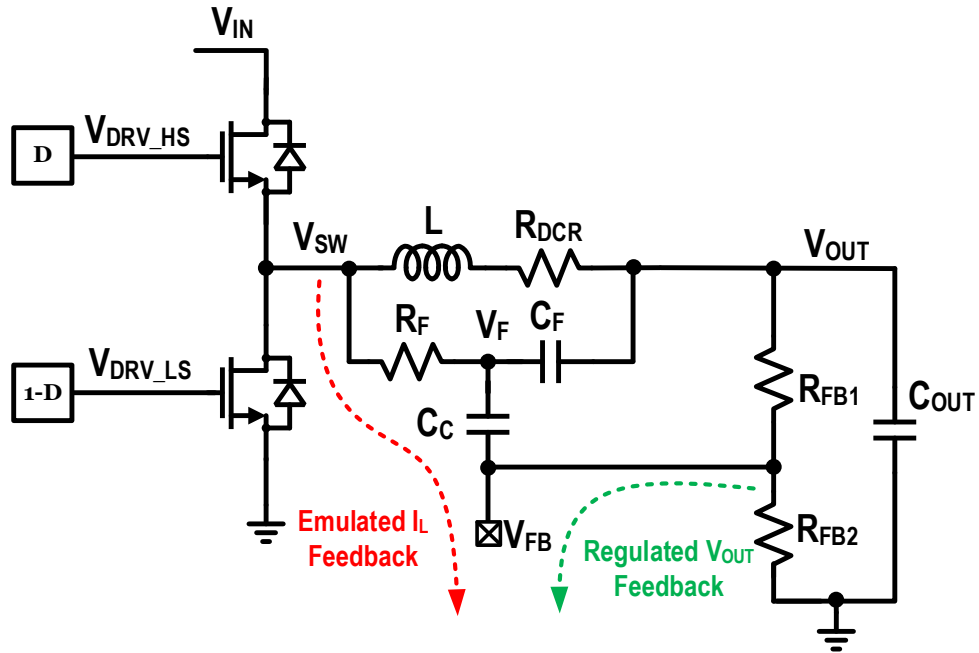 VIN
D
VDRV_HS
VSW
L
RDCR
VOUT
RF
VF
CF
1-D
VDRV_LS
CC
RFB1
COUT
Emulated IL
Feedback
VFB
Regulated VOUT
Feedback
RFB2